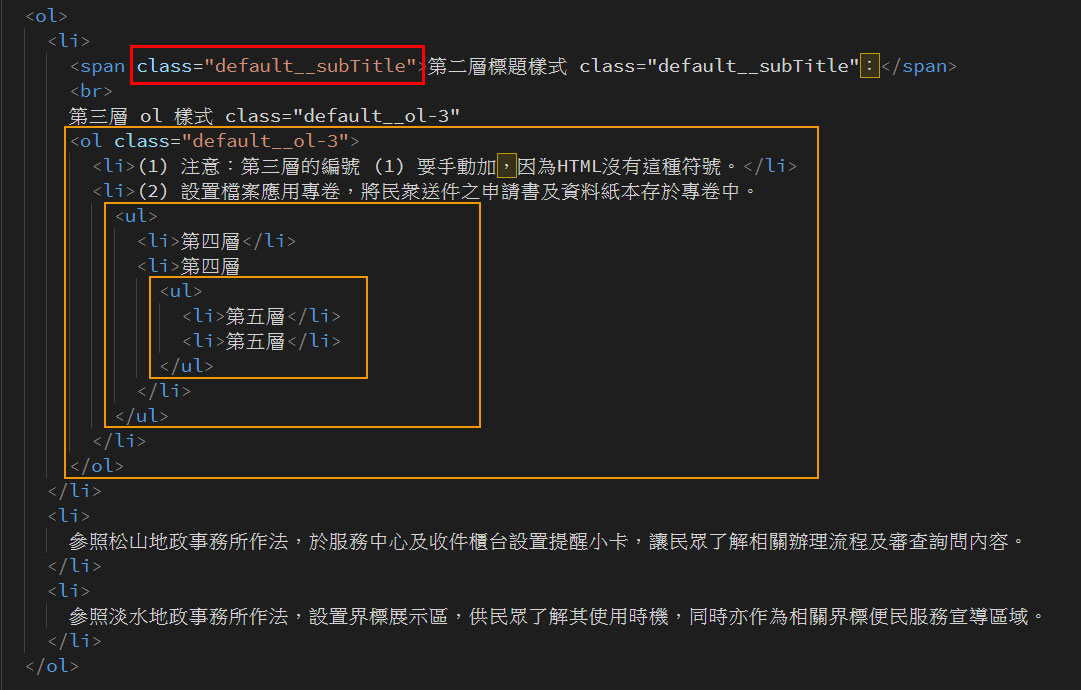 <ol>
<li>
<span class="default__subTitle">第二層標題樣式 class="default__subTitle"：</span>
<br>
第三層 ol 樣式 class="default__ol-3"
<ol class="default__ol-3">
<li>(1) 注意：第三層的編號 (1) 要手動加，因為HTML沒有這種符號。</li>
<li>(2) 設置檔案應用專卷，將民衆送件之申請書及資料紙本存於專卷中。
<ul>
<li>第四層</li>
<li>第四層
<ul>
<li>第五層</li>
<li>第五層</li>
</ul>
</li>
</ul>
</li>
</ol>
</li>
<li>
參照松山地政事務所作法，於服務中心及收件櫃台設置提醒小卡，讓民眾了解相關辦理流程及審查詢問內容。
</li>
<li>
參照淡水地政事務所作法，設置界標展示區，供民眾了解其使用時機，同時亦作為相關界標便民服務宣導區域。
</li>
</ol>